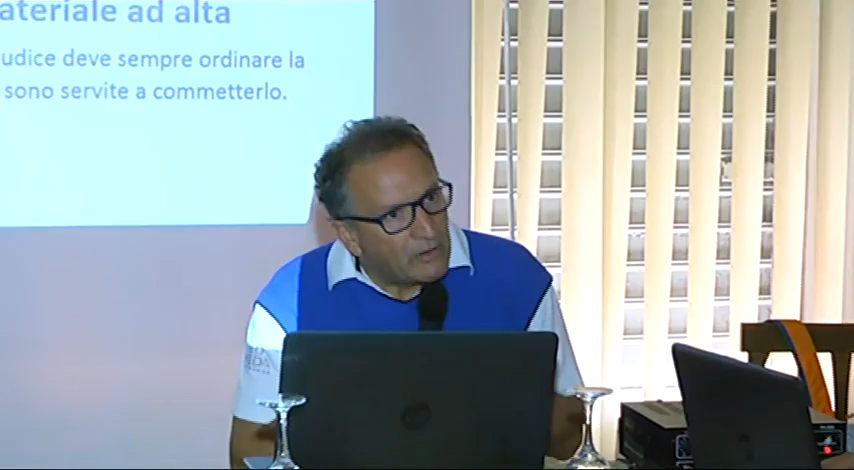 ateriale ad alta
udice deve sempre ordinare la
sono servite a commetterlo.